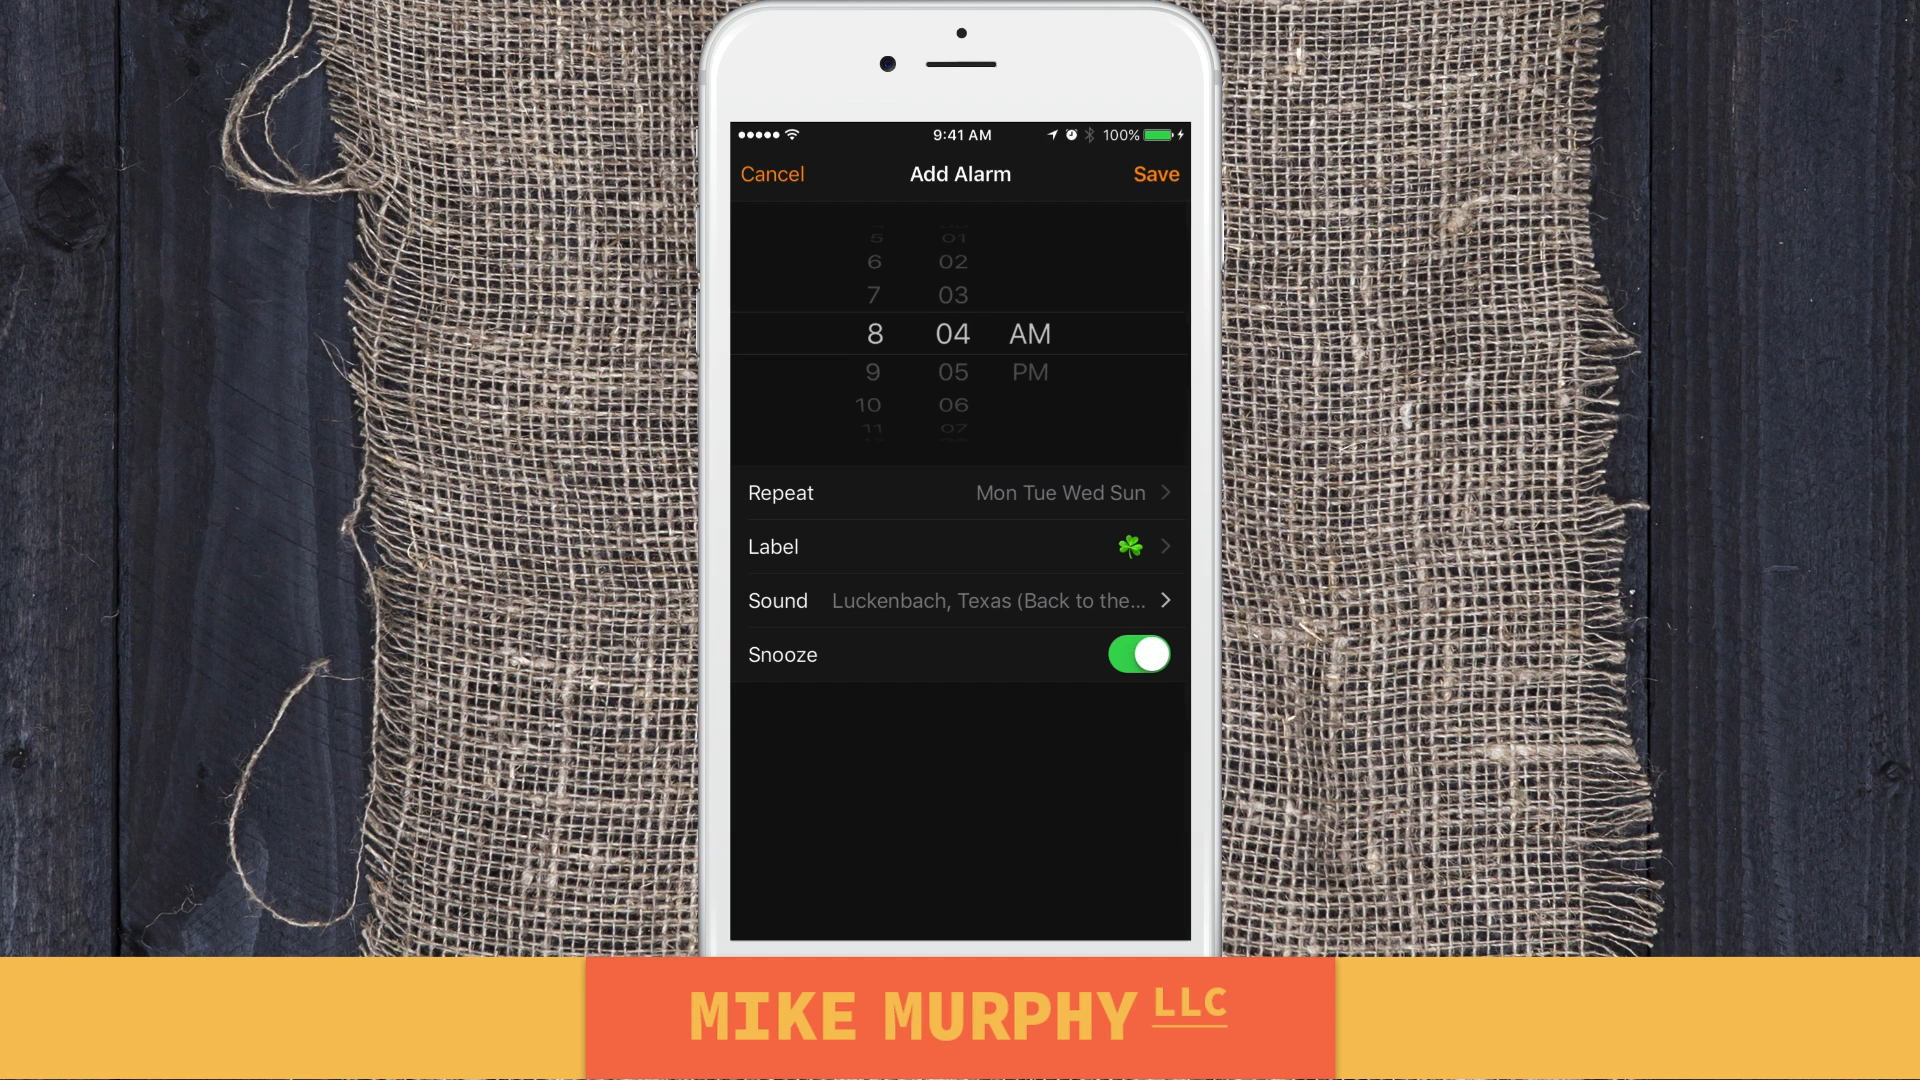 9:41 AM 100%
Cancel Add Alarm Save
5 01
6 02
7 03
8 04 AM
9 05 PM
10 06
11 07
Repeat Mon Tue Wed Sun
Label ☘
Sound Luckenbach, Texas (Back to the...
Snooze
MIKE MURPHY LLC